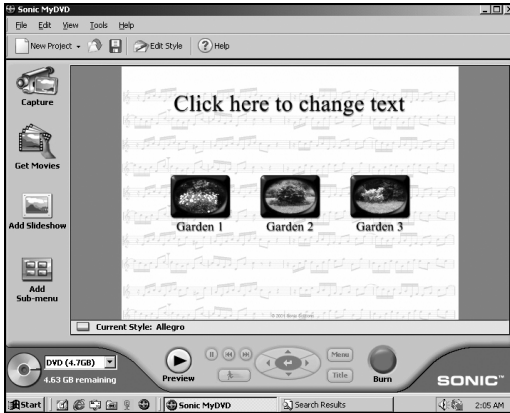 Sonic MyDVD
File Edit View Tools Help
New Project Edit Style Help
Capture
Get Movies
Add Slideshow
Add
Sub-menu
Click here to change text
Garden 1 Garden 2 Garden 3
Current Style: Allegro
DVD (4.7GB)
4.63 GB remaining
Preview
Menu
Title
Burn
SONIC™
Start Sonic MyDVD Search Results 2:05 AM